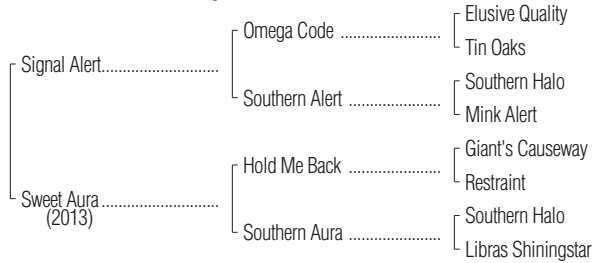 Elusive Quality
Omega Code ....................
Tin Oaks
Signal Alert.......................
Southern Halo
Southern Alert ...................
Mink Alert
Giant's Causeway
Hold Me Back ..................
Restraint
Sweet Aura .......................
(2013)
Southern Halo
Southern Aura ..................
Libras Shiningstar